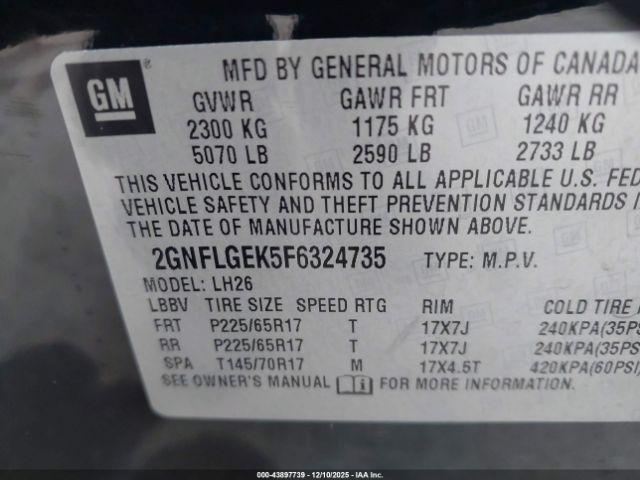 GM ®
MFD BY GENERAL MOTORS OF CANADA
GVWR GAWR FRT GAWR RR
2300 KG 1175 KG 1240 KG
5070 LB 2590 LB 2733 LB
THIS VEHICLE CONFORMS TO ALL APPLICABLE U.S. FED
VEHICLE SAFETY AND THEFT PREVENTION STANDARDS I
THE DATE OF MANUFACTURE SHOWN ABOVE.
2GNFLGEK5F6324735 TYPE: M.P.V.
MODEL: LH26
LBBV TIRE SIZE SPEED RTG RIM COLD TIRE
FRT P225/65R17 T 17X7J 240KPA(35PS
RR P225/65R17 T 17X7J 240KPA(35PSI
SPA T145/70R17 M 17X4.5T 420KPA(60PSI)
SEE OWNER'S MANUAL FOR MORE INFORMATION.
000-43897739 - 12/10/2025 - IAA Inc.